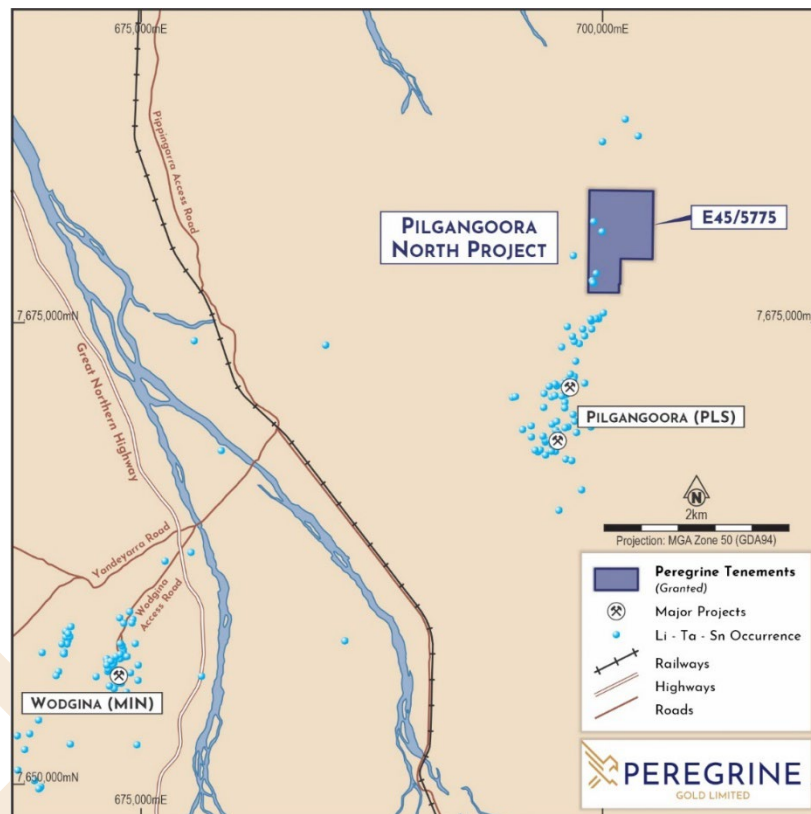 675,000mE
700,000mE
Pippingarra Access Road
PILGANGOORA
NORTH PROJECT
E45/5775
7,675,000mN
7,675,000m
Great Northern Highway
PILGANGOORA (PLS)
N
2km
Projection: MGA Zone 50 (GDA94)
Yandeyarra Road
Wodgina
Access Road
WODGINA (MIN)
Peregrine Tenements
(Granted)
Major Projects
Li - Ta - Sn Occurrence
Railways
Highways
Roads
7,650,000mN
675,000mE
PEREGRINE
GOLD LIMITED